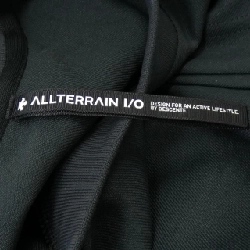 ALLTERRAIN I/O
DESIGN FOR AN ACTIVE LIFESTYLE.
BY DESCENTE